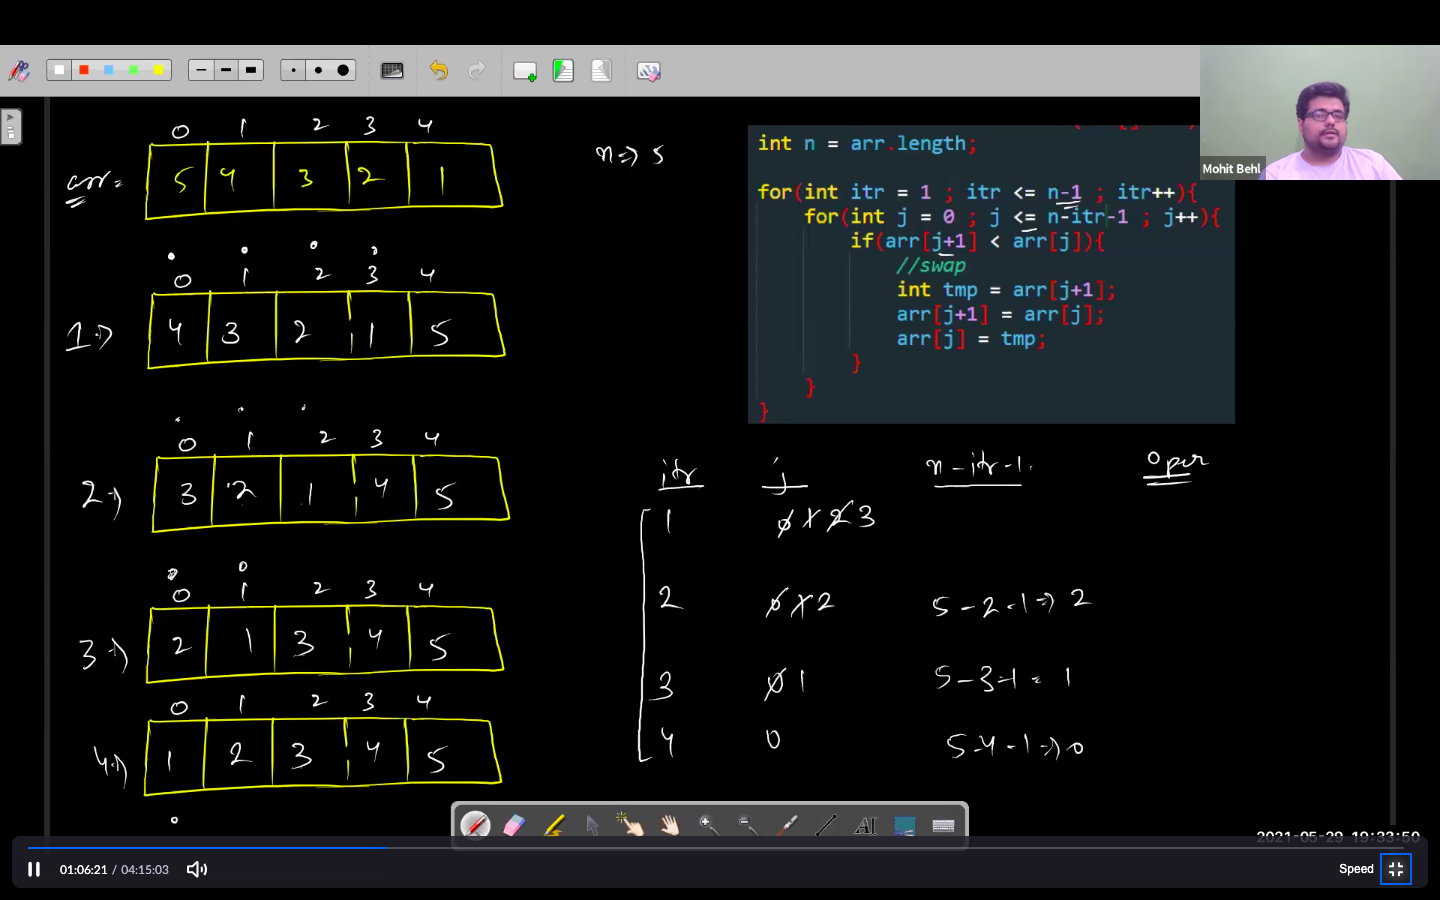 0 1 2 3 4
arr = 5 4 3 2 1
n => 5
0 1 2 3 4
1 => 4 3 2 1 5
0 1 2 3 4
2 => 3 2 1 4 5
0 1 2 3 4
3 => 2 1 3 4 5
0 1 2 3 4
4 => 1 2 3 4 5
int n = arr.length;
for(int itr = 1 ; itr <= n-1 ; itr++){
for(int j = 0 ; j <= n-itr-1 ; j++){
if(arr[j+1] < arr[j]){
//swap
int tmp = arr[j+1];
arr[j+1] = arr[j];
arr[j] = tmp;
}
}
}
Mohit Behl
itr j n-itr-1 oper
1 0 1 2 3
2 0 1 2 5-2-1 => 2
3 0 1 5-3-1 = 1
4 0 5-4-1 => 0
AI
2021-05-29 19:33:50
01:06:21 / 04:15:03
Speed